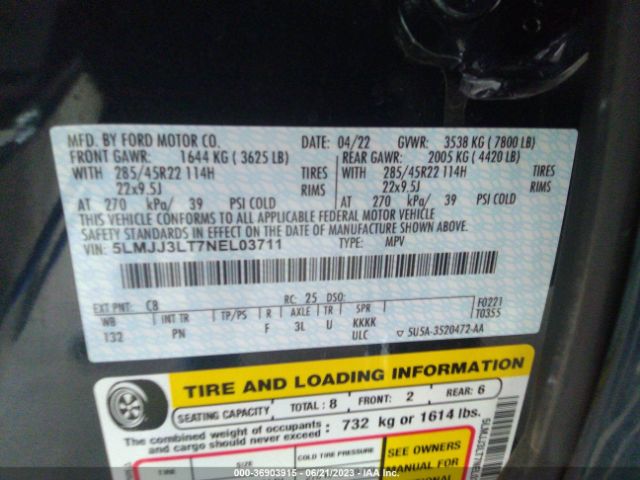 MFD. BY FORD MOTOR CO. DATE: 04/22 GVWR: 3538 KG ( 7800 LB)
FRONT GAWR: 1644 KG ( 3625 LB) REAR GAWR: 2005 KG ( 4420 LB)
WITH 285/45R22 114H TIRES WITH 285/45R22 114H TIRES
22x9.5J RIMS 22x9.5J RIMS
AT 270 kPa/ 39 PSI COLD AT 270 kPa/ 39 PSI COLD
THIS VEHICLE CONFORMS TO ALL APPLICABLE FEDERAL MOTOR VEHICLE
SAFETY STANDARDS IN EFFECT ON THE DATE OF MANUFACTURE SHOWN ABOVE.
VIN: 5LMJJ3LT7NEL03711 TYPE: MPV
EXT PNT: C8 RC: 25 DSO: F0221
WB INT TR TP/PS R AXLE TR SPR T0355
132 PN F 3L U KKKK
ULC 5U5A-3520472-AA
TIRE AND LOADING INFORMATION
SEATING CAPACITY TOTAL: 8 FRONT: 2 REAR: 6
The combined weight of occupants and cargo should never exceed: 732 kg or 1614 lbs.
TIRE SIZE COLD TIRE PRESSURE SEE OWNERS
MANUAL FOR
00:00 - 36903915 - 06/21/2023 - IAAI Inc.